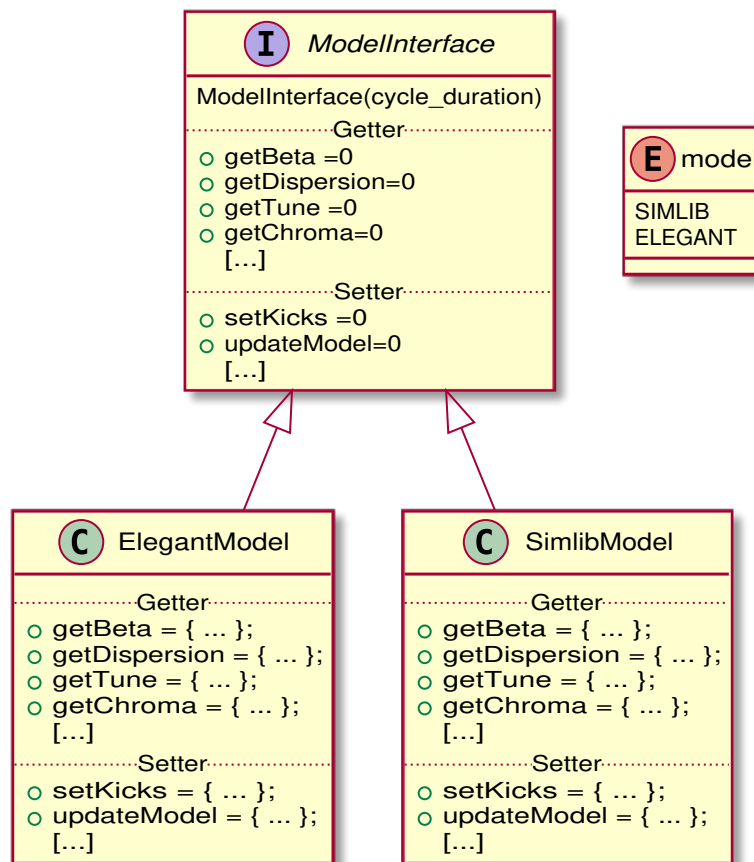 I ModelInterface
ModelInterface(cycle_duration)
Getter
getBeta =0
getDispersion=0
getTune =0
getChroma=0
[...]
Setter
setKicks =0
updateModel=0
[...]
E mode
SIMLIB
ELEGANT
C ElegantModel
Getter
getBeta = { ... };
getDispersion = { ... };
getTune = { ... };
getChroma = { ... };
[...]
Setter
setKicks = { ... };
updateModel = { ... };
[...]
C SimlibModel
Getter
getBeta = { ... };
getDispersion = { ... };
getTune = { ... };
getChroma = { ... };
[...]
Setter
setKicks = { ... };
updateModel = { ... };
[...]